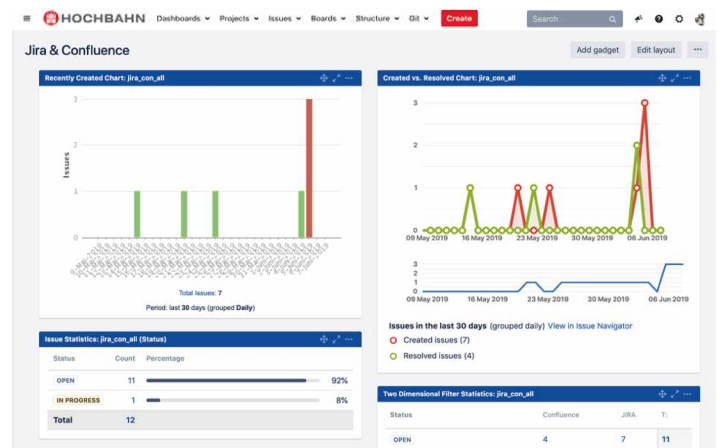 HOCHBAHN Dashboards Projects Issues Boards Structure Git Create Search
Jira & Confluence
Add gadget Edit layout
Recently Created Chart: jira_con_all
3
2
1
0
Issues
Total Issues: 7
Period: last 30 days (grouped Daily)
Issue Statistics: jira_con_all (Status)
Status Count Percentage
OPEN 11 92%
IN PROGRESS 1 8%
Total 12
Created vs. Resolved Chart: jira_con_all
3
2
1
0
09 May 2019 16 May 2019 23 May 2019 30 May 2019 06 Jun 2019
3
2
1
0
09 May 2019 16 May 2019 23 May 2019 30 May 2019 06 Jun 2019
Issues in the last 30 days (grouped daily) View in Issue Navigator
Created issues (7)
Resolved issues (4)
Two Dimensional Filter Statistics: jira_con_all
Status Confluence JIRA T:
OPEN 4 7 11